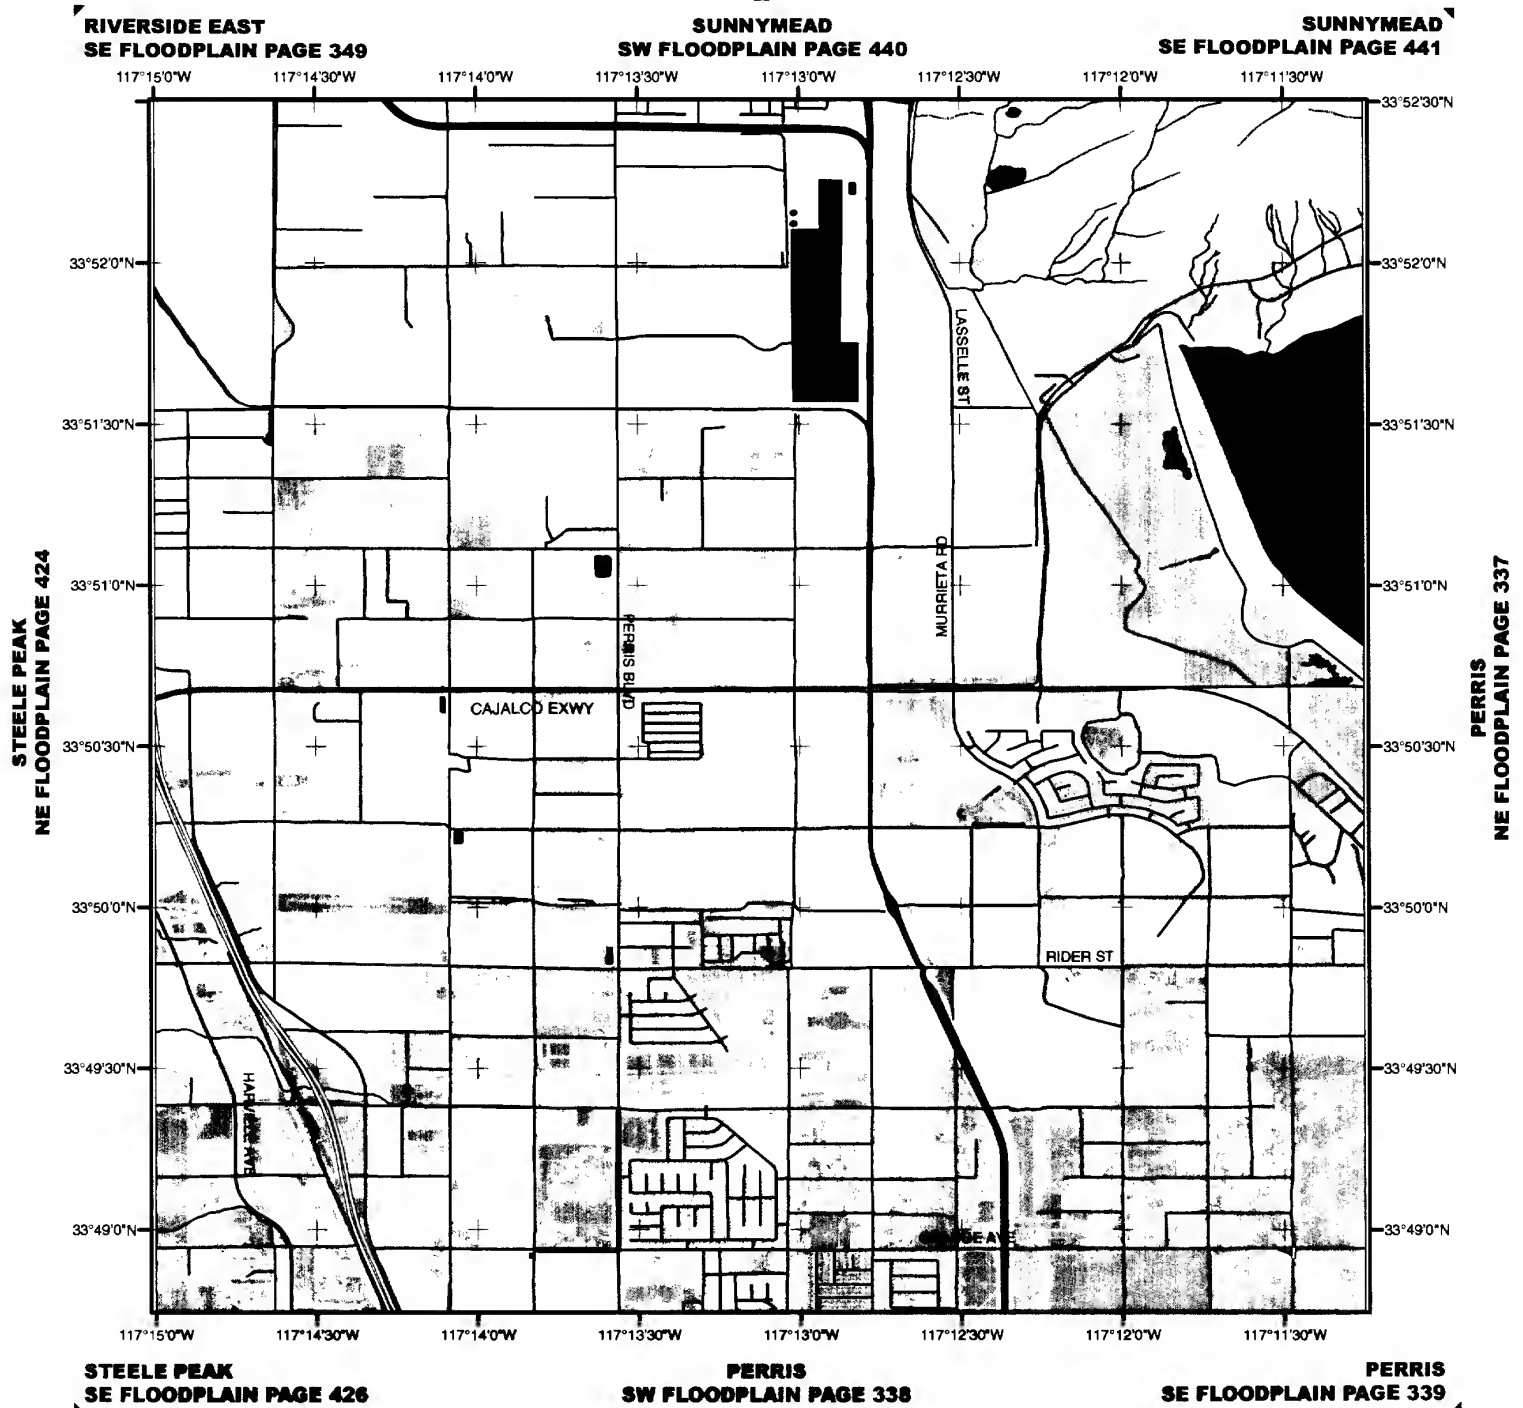 RIVERSIDE EAST
SE FLOODPLAIN PAGE 349
SUNNYMEAD
SW FLOODPLAIN PAGE 440
SUNNYMEAD
SE FLOODPLAIN PAGE 441
117°15'0"W 117°14'30"W 117°14'0"W 117°13'30"W 117°13'0"W 117°12'30"W 117°12'0"W 117°11'30"W
33°52'30"N
33°52'0"N 33°52'0"N
LASSELLE ST
33°51'30"N 33°51'30"N
MURRIETA RD
33°51'0"N 33°51'0"N
PERRIS BLVD
STEELE PEAK
NE FLOODPLAIN PAGE 424
PERRIS
NE FLOODPLAIN PAGE 337
CAJALCO EXWY
33°50'30"N 33°50'30"N
33°50'0"N 33°50'0"N
RIDER ST
33°49'30"N 33°49'30"N
33°49'0"N 33°49'0"N
117°15'0"W 117°14'30"W 117°14'0"W 117°13'30"W 117°13'0"W 117°12'30"W 117°12'0"W 117°11'30"W
STEELE PEAK
SE FLOODPLAIN PAGE 426
PERRIS
SW FLOODPLAIN PAGE 338
PERRIS
SE FLOODPLAIN PAGE 339